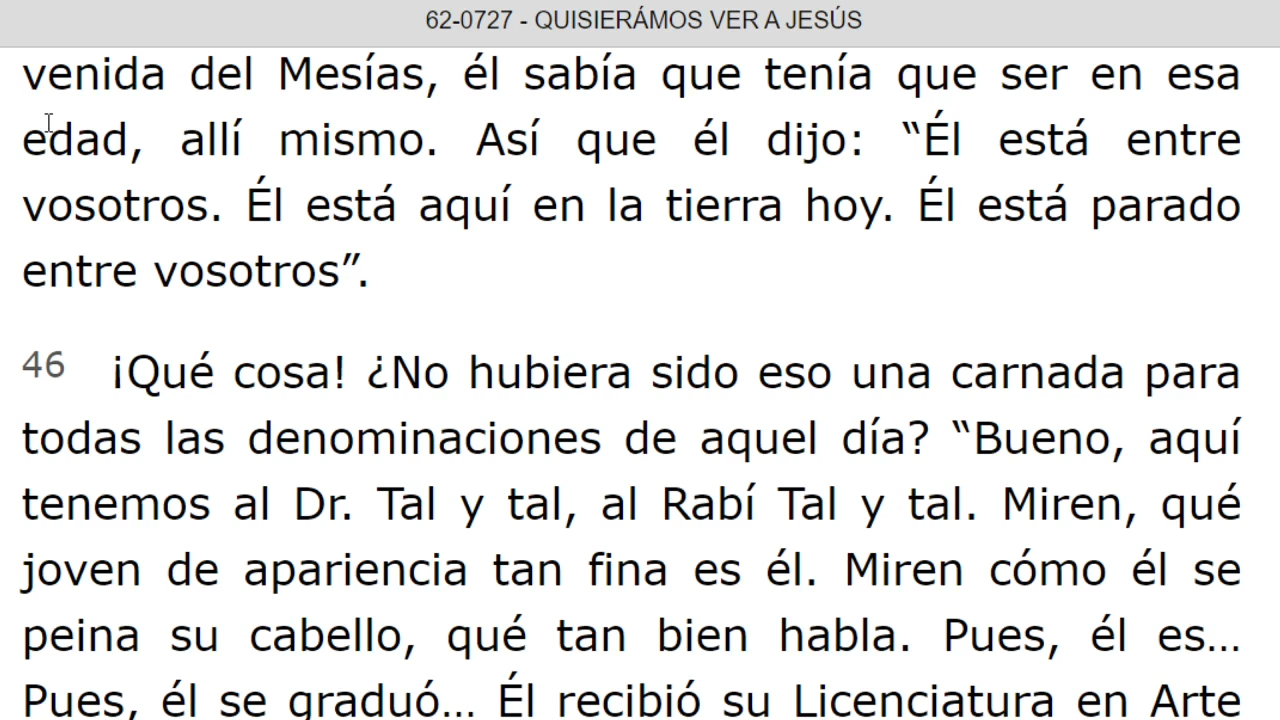 62-0727 - QUISIERÁMOS VER A JESÚS
venida del Mesías, él sabía que tenía que ser en esa
edad, allí mismo. Así que él dijo: “Él está entre
vosotros. Él está aquí en la tierra hoy. Él está parado
entre vosotros”.
46 ¡Qué cosa! ¿No hubiera sido eso una carnada para
todas las denominaciones de aquel día? “Bueno, aquí
tenemos al Dr. Tal y tal, al Rabí Tal y tal. Miren, qué
joven de apariencia tan fina es él. Miren cómo él se
peina su cabello, qué tan bien habla. Pues, él es…
Pues, él se graduó… Él recibió su Licenciatura en Arte